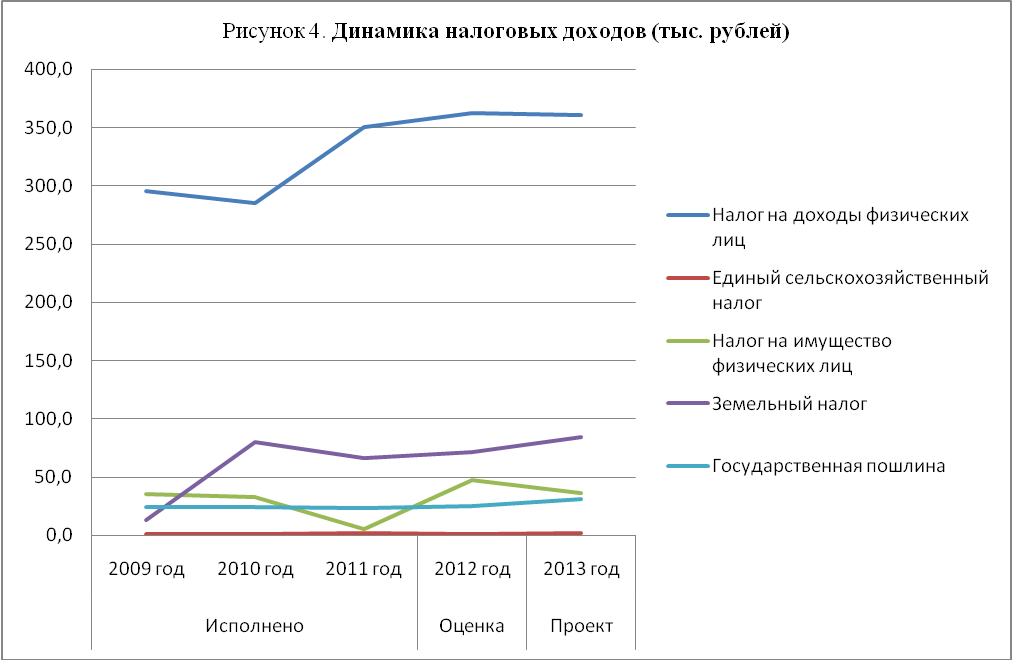 Рисунок 4. Динамика налоговых доходов (тыс. рублей)
400,0
350,0
300,0
250,0
200,0
150,0
100,0
50,0
0,0
2009 год
2010 год
2011 год
2012 год
2013 год
Исполнено
Оценка
Проект
Налог на доходы физических
лиц
Единый сельскохозяйственный
налог
Налог на имущество
физических лиц
Земельный налог
Государственная пошлина